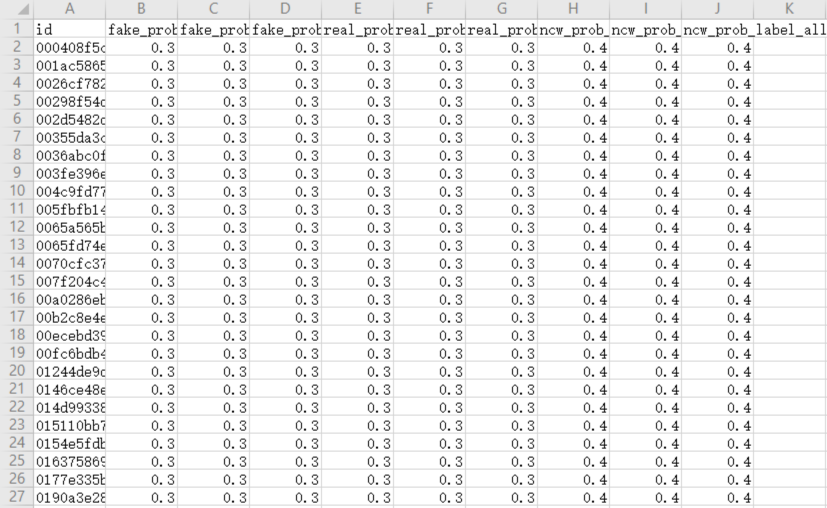 A B C D E F G H I J K
1 id fake_prob fake_prob fake_prob real_prob real_prob real_prob ncw_prob_ ncw_prob_ ncw_prob_label_all
2 000408f5c 0.3 0.3 0.3 0.3 0.3 0.3 0.4 0.4 0.4
3 001ac5865 0.3 0.3 0.3 0.3 0.3 0.3 0.4 0.4 0.4
4 0026cf782 0.3 0.3 0.3 0.3 0.3 0.3 0.4 0.4 0.4
5 00298f54c 0.3 0.3 0.3 0.3 0.3 0.3 0.4 0.4 0.4
6 002d5482c 0.3 0.3 0.3 0.3 0.3 0.3 0.4 0.4 0.4
7 00355da3c 0.3 0.3 0.3 0.3 0.3 0.3 0.4 0.4 0.4
8 0036abc0f 0.3 0.3 0.3 0.3 0.3 0.3 0.4 0.4 0.4
9 003fe396e 0.3 0.3 0.3 0.3 0.3 0.3 0.4 0.4 0.4
10 004c9fd77 0.3 0.3 0.3 0.3 0.3 0.3 0.4 0.4 0.4
11 005fbfb14 0.3 0.3 0.3 0.3 0.3 0.3 0.4 0.4 0.4
12 0065a565b 0.3 0.3 0.3 0.3 0.3 0.3 0.4 0.4 0.4
13 0065fd74e 0.3 0.3 0.3 0.3 0.3 0.3 0.4 0.4 0.4
14 0070cfc37 0.3 0.3 0.3 0.3 0.3 0.3 0.4 0.4 0.4
15 007f204c4 0.3 0.3 0.3 0.3 0.3 0.3 0.4 0.4 0.4
16 00a0286eb 0.3 0.3 0.3 0.3 0.3 0.3 0.4 0.4 0.4
17 00b2c8e4e 0.3 0.3 0.3 0.3 0.3 0.3 0.4 0.4 0.4
18 00ecebd39 0.3 0.3 0.3 0.3 0.3 0.3 0.4 0.4 0.4
19 00fc6bdb4 0.3 0.3 0.3 0.3 0.3 0.3 0.4 0.4 0.4
20 01244de9c 0.3 0.3 0.3 0.3 0.3 0.3 0.4 0.4 0.4
21 0146ce48e 0.3 0.3 0.3 0.3 0.3 0.3 0.4 0.4 0.4
22 014d99338 0.3 0.3 0.3 0.3 0.3 0.3 0.4 0.4 0.4
23 015110bb7 0.3 0.3 0.3 0.3 0.3 0.3 0.4 0.4 0.4
24 0154e5fdb 0.3 0.3 0.3 0.3 0.3 0.3 0.4 0.4 0.4
25 016375869 0.3 0.3 0.3 0.3 0.3 0.3 0.4 0.4 0.4
26 0177e335b 0.3 0.3 0.3 0.3 0.3 0.3 0.4 0.4 0.4
27 0190a3e28 0.3 0.3 0.3 0.3 0.3 0.3 0.4 0.4 0.4